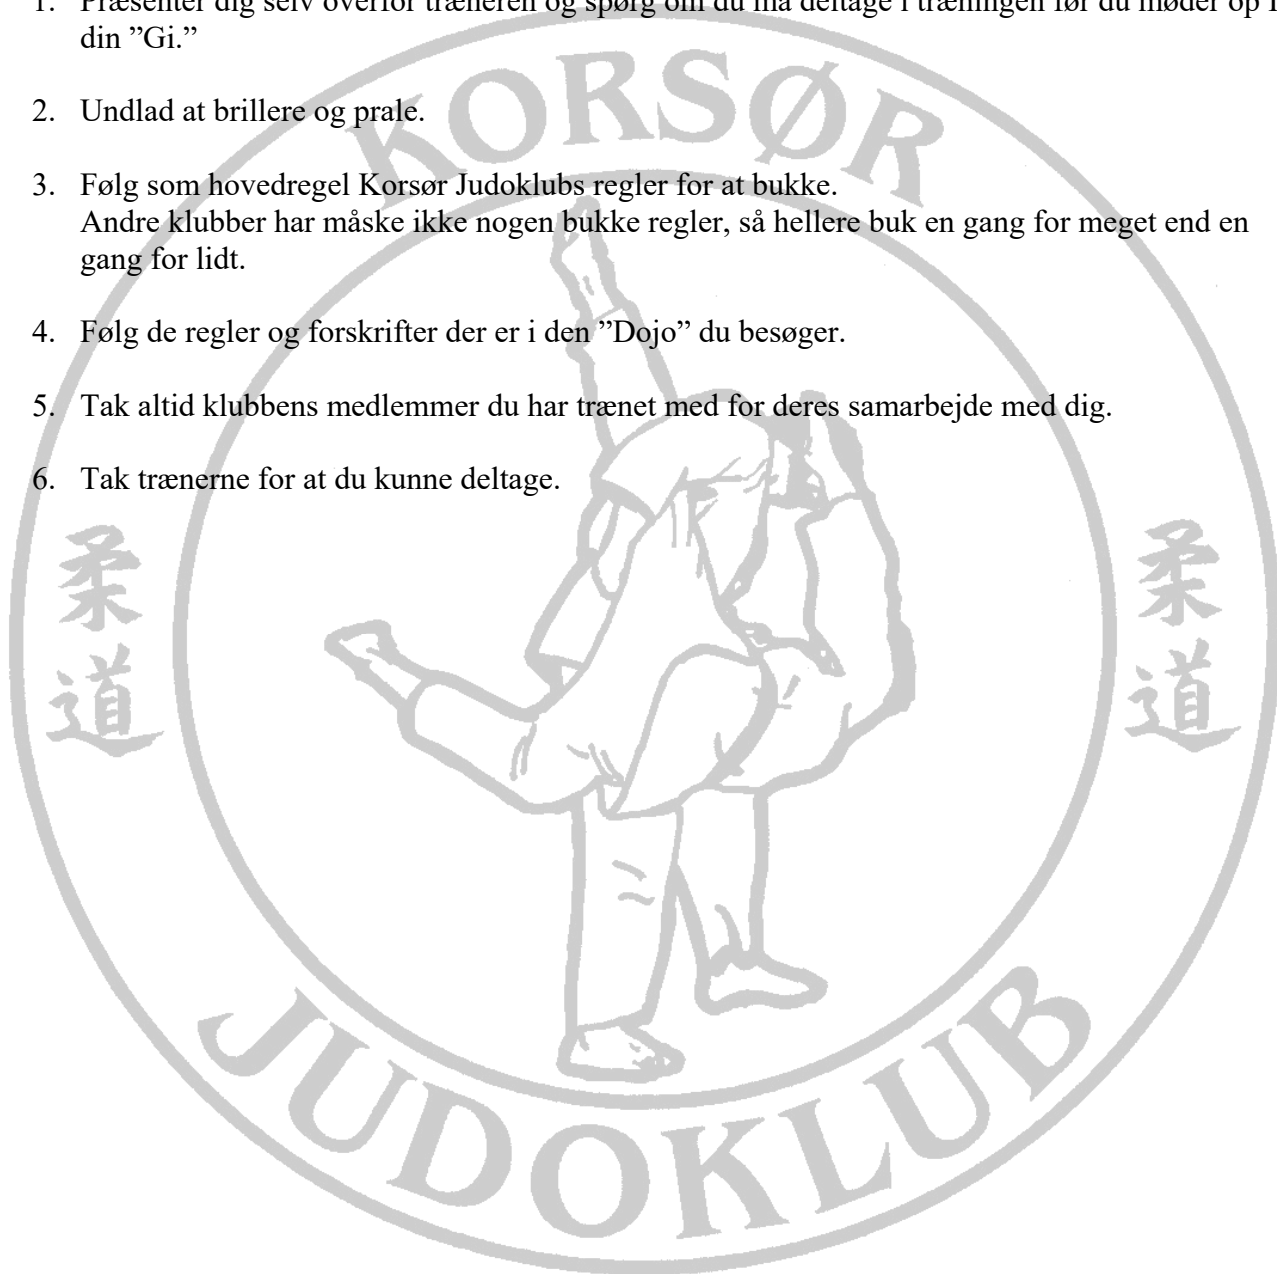 1. Præsenter dig selv overfor træneren og spørg om du må deltage i træningen før du møder op i
din ”Gi.”
2. Undlad at brillere og prale.
3. Følg som hovedregel Korsør Judoklubs regler for at bukke.
Andre klubber har måske ikke nogen bukke regler, så hellere buk en gang for meget end en
gang for lidt.
4. Følg de regler og forskrifter der er i den ”Dojo” du besøger.
5. Tak altid klubbens medlemmer du har trænet med for deres samarbejde med dig.
6. Tak trænerne for at du kunne deltage.
KORSØR
柔道
柔道
JUDOKLUB